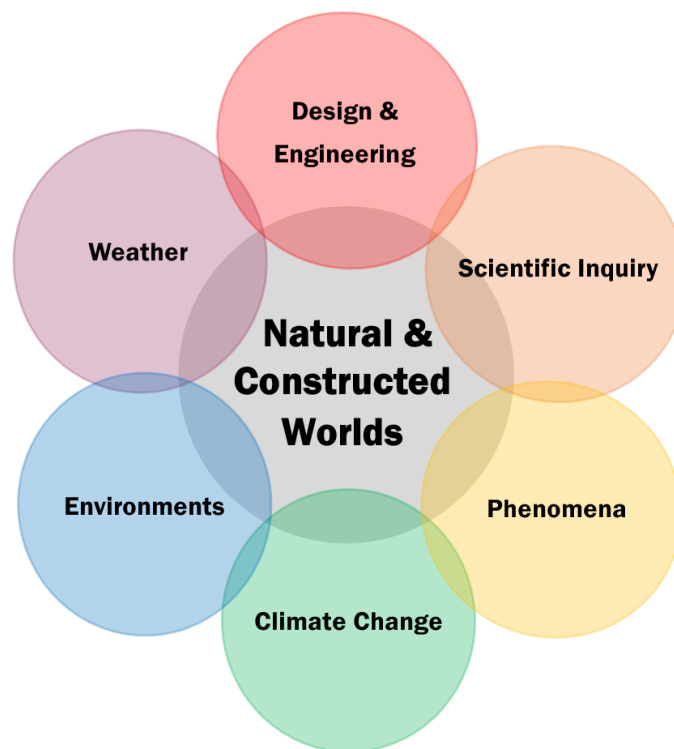 Design &
Engineering
Weather
Scientific Inquiry
Natural &
Constructed
Worlds
Environments
Phenomena
Climate Change